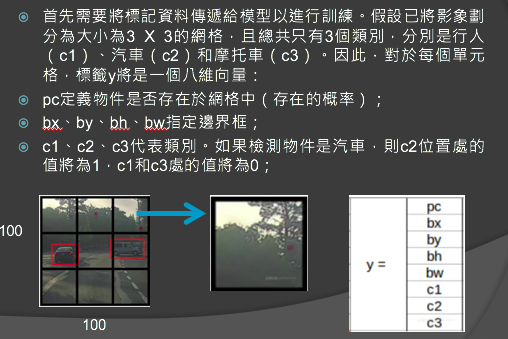 首先需要將標記資料傳遞給模型以進行訓練。假設已將影象劃
分為大小為3 X 3的網格，且總共只有3個類別，分別是行人
（c1）、汽車（c2）和摩托車（c3）。因此，對於每個單元
格，標籤y將是一個八維向量：
pc定義物件是否存在於網格中（存在的概率）；
bx、by、bh、bw指定邊界框；
c1、c2、c3代表類別。如果檢測物件是汽車，則c2位置處的
值將為1，c1和c3處的值將為0；
100
100
y =
pc
bx
by
bh
bw
c1
c2
c3